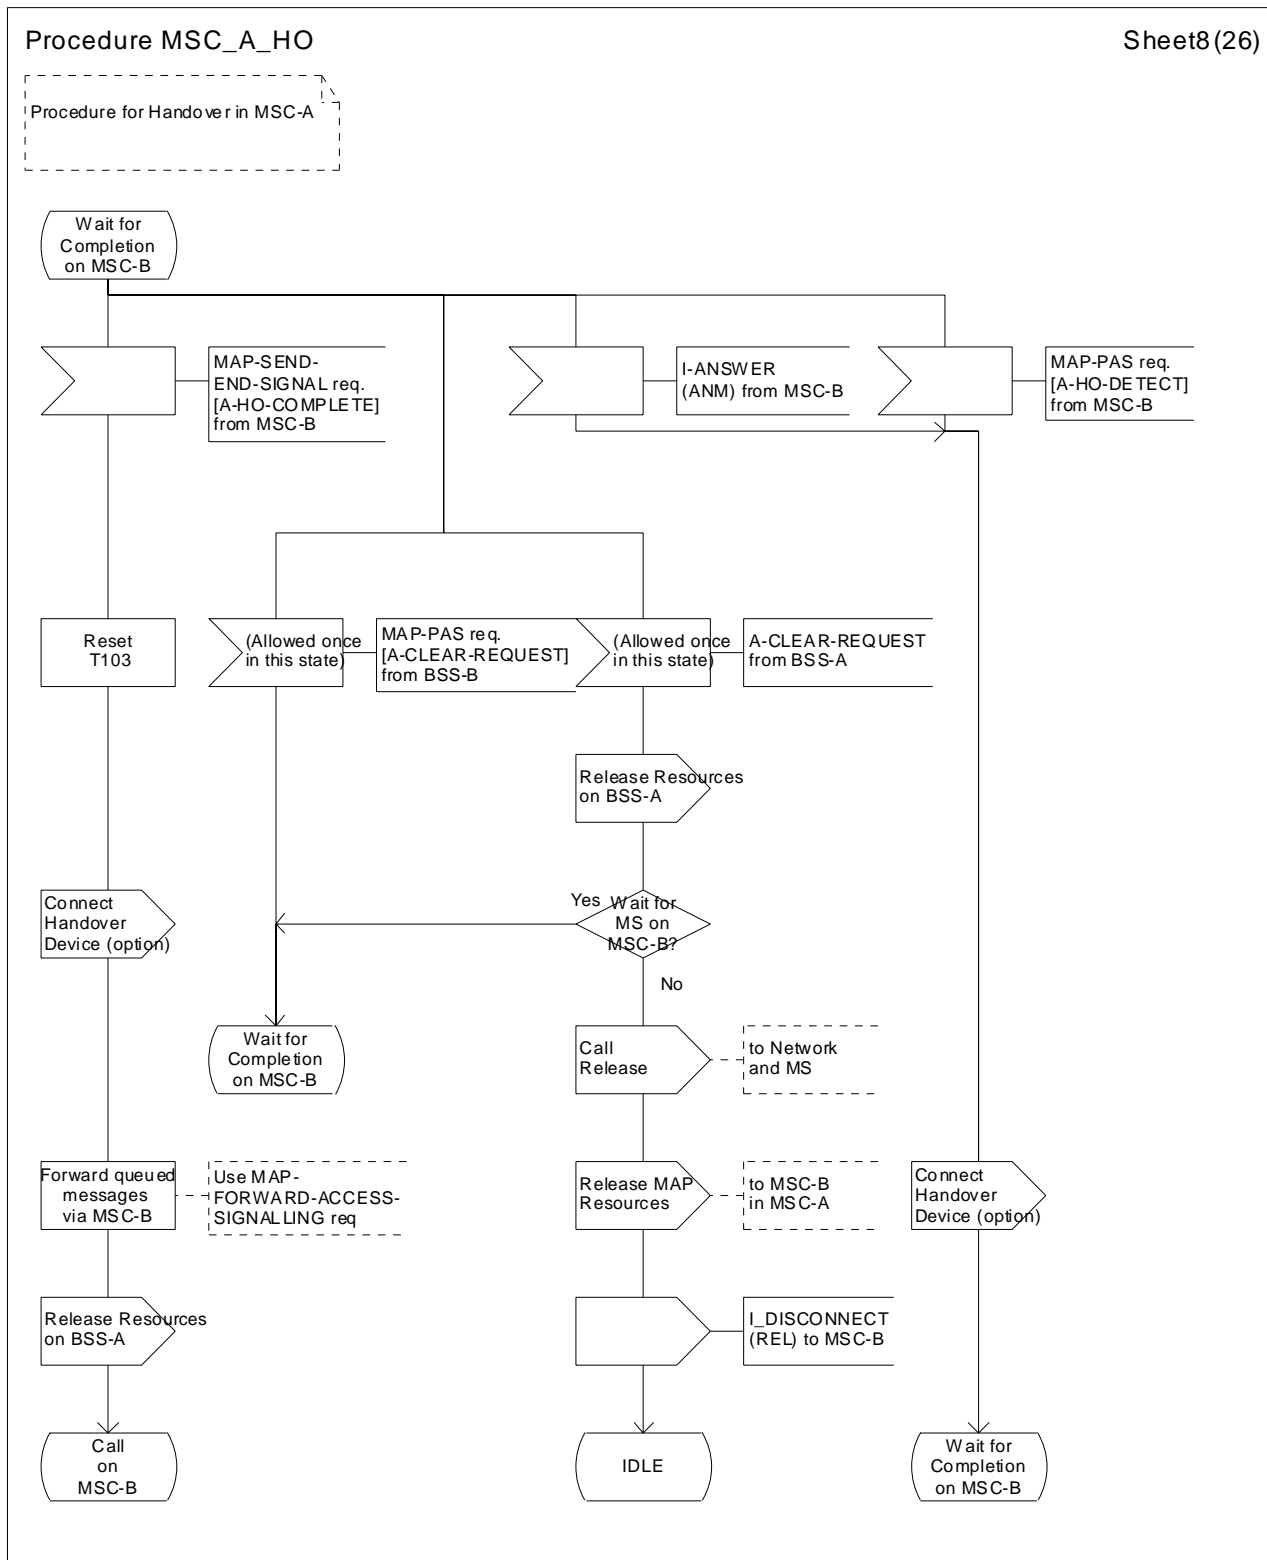 Procedure MSC_A_HO
Sheet8(26)
Procedure for Handover in MSC-A
Wait for
Completion
on MSC-B
MAP-SEND-
END-SIGNAL req.
[A-HO-COMPLETE]
from MSC-B
I-ANSWER
(ANM) from MSC-B
MAP-PAS req.
[A-HO-DETECT]
from MSC-B
Reset
T103
(Allowed once
in this state)
MAP-PAS req.
[A-CLEAR-REQUEST]
from BSS-B
(Allowed once
in this state)
A-CLEAR-REQUEST
from BSS-A
Release Resources
on BSS-A
Connect
Handover
Device (option)
Yes
Wait for
MS on
MSC-B?
No
Wait for
Completion
on MSC-B
Call
Release
to Network
and MS
Forward queued
messages
via MSC-B
Use MAP-
FORWARD-ACCESS-
SIGNALLING req
Release MAP
Resources
to MSC-B
in MSC-A
Connect
Handover
Device (option)
Release Resources
on BSS-A
I_DISCONNECT
(REL) to MSC-B
Call
on
MSC-B
IDLE
Wait for
Completion
on MSC-B